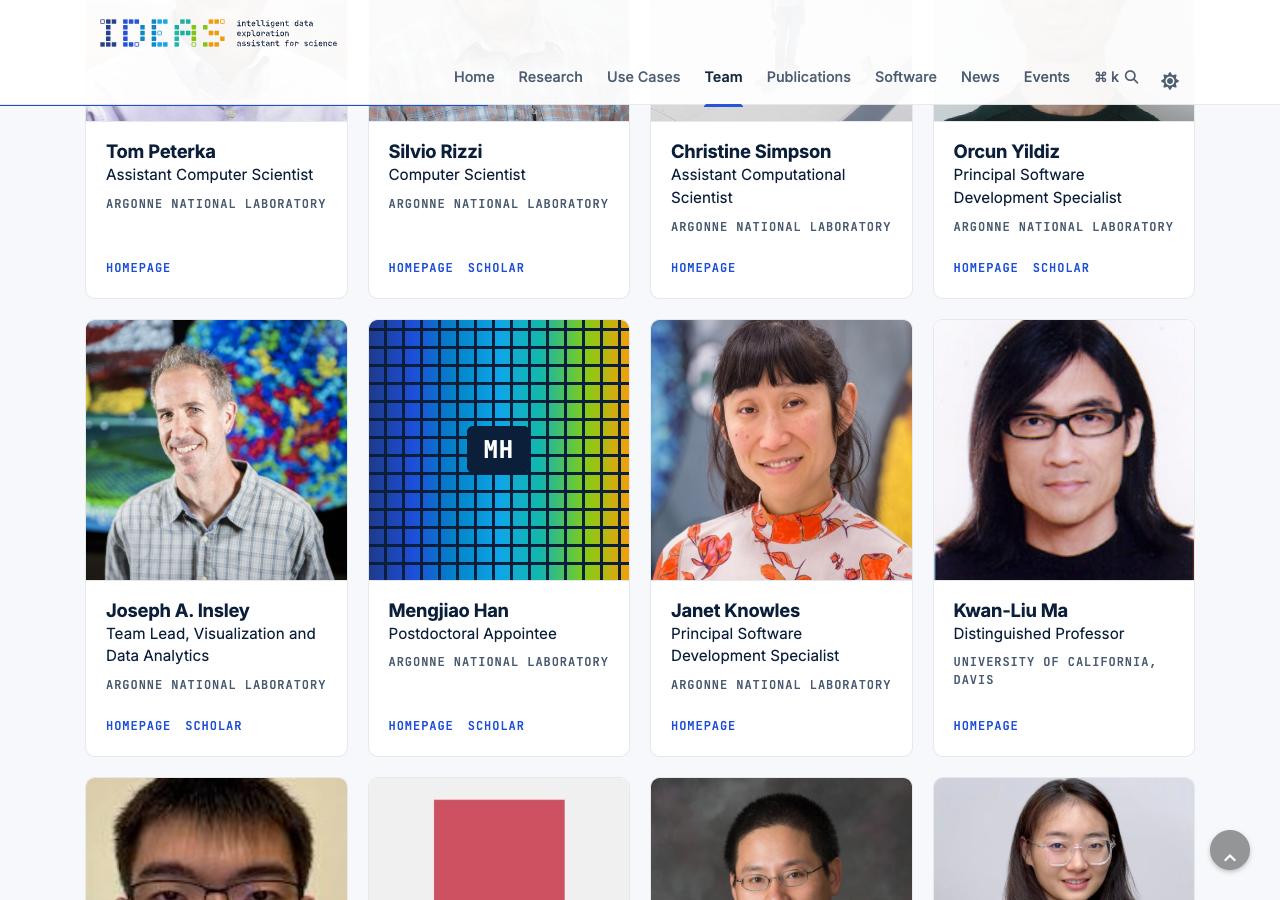 IDEAS
intelligent data
exploration
assistant for science
Home Research Use Cases Team Publications Software News Events ⌘ k
Tom Peterka
Assistant Computer Scientist
ARGONNE NATIONAL LABORATORY
HOMEPAGE
Silvio Rizzi
Computer Scientist
ARGONNE NATIONAL LABORATORY
HOMEPAGE SCHOLAR
Christine Simpson
Assistant Computational
Scientist
ARGONNE NATIONAL LABORATORY
HOMEPAGE
Orcun Yildiz
Principal Software
Development Specialist
ARGONNE NATIONAL LABORATORY
HOMEPAGE SCHOLAR
Joseph A. Insley
Team Lead, Visualization and
Data Analytics
ARGONNE NATIONAL LABORATORY
HOMEPAGE SCHOLAR
MH
Mengjiao Han
Postdoctoral Appointee
ARGONNE NATIONAL LABORATORY
HOMEPAGE SCHOLAR
Janet Knowles
Principal Software
Development Specialist
ARGONNE NATIONAL LABORATORY
HOMEPAGE
Kwan-Liu Ma
Distinguished Professor
UNIVERSITY OF CALIFORNIA,
DAVIS
HOMEPAGE